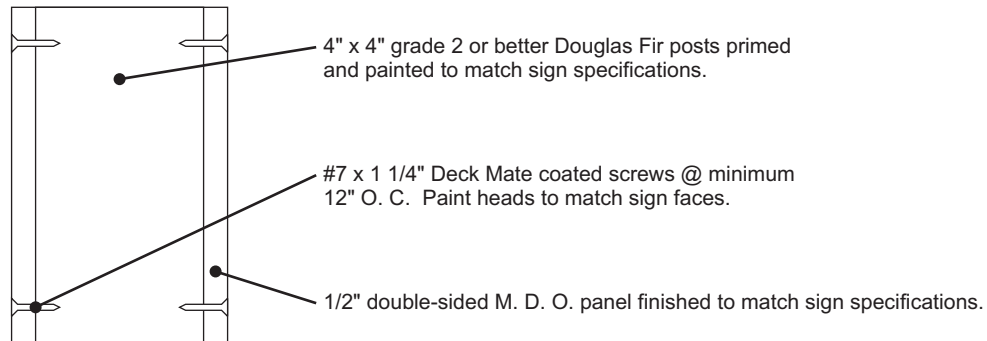 4" x 4" grade 2 or better Douglas Fir posts primed
and painted to match sign specifications.
#7 x 1 1/4" Deck Mate coated screws @ minimum
12" O. C.  Paint heads to match sign faces.
1/2" double-sided M. D. O. panel finished to match sign specifications.